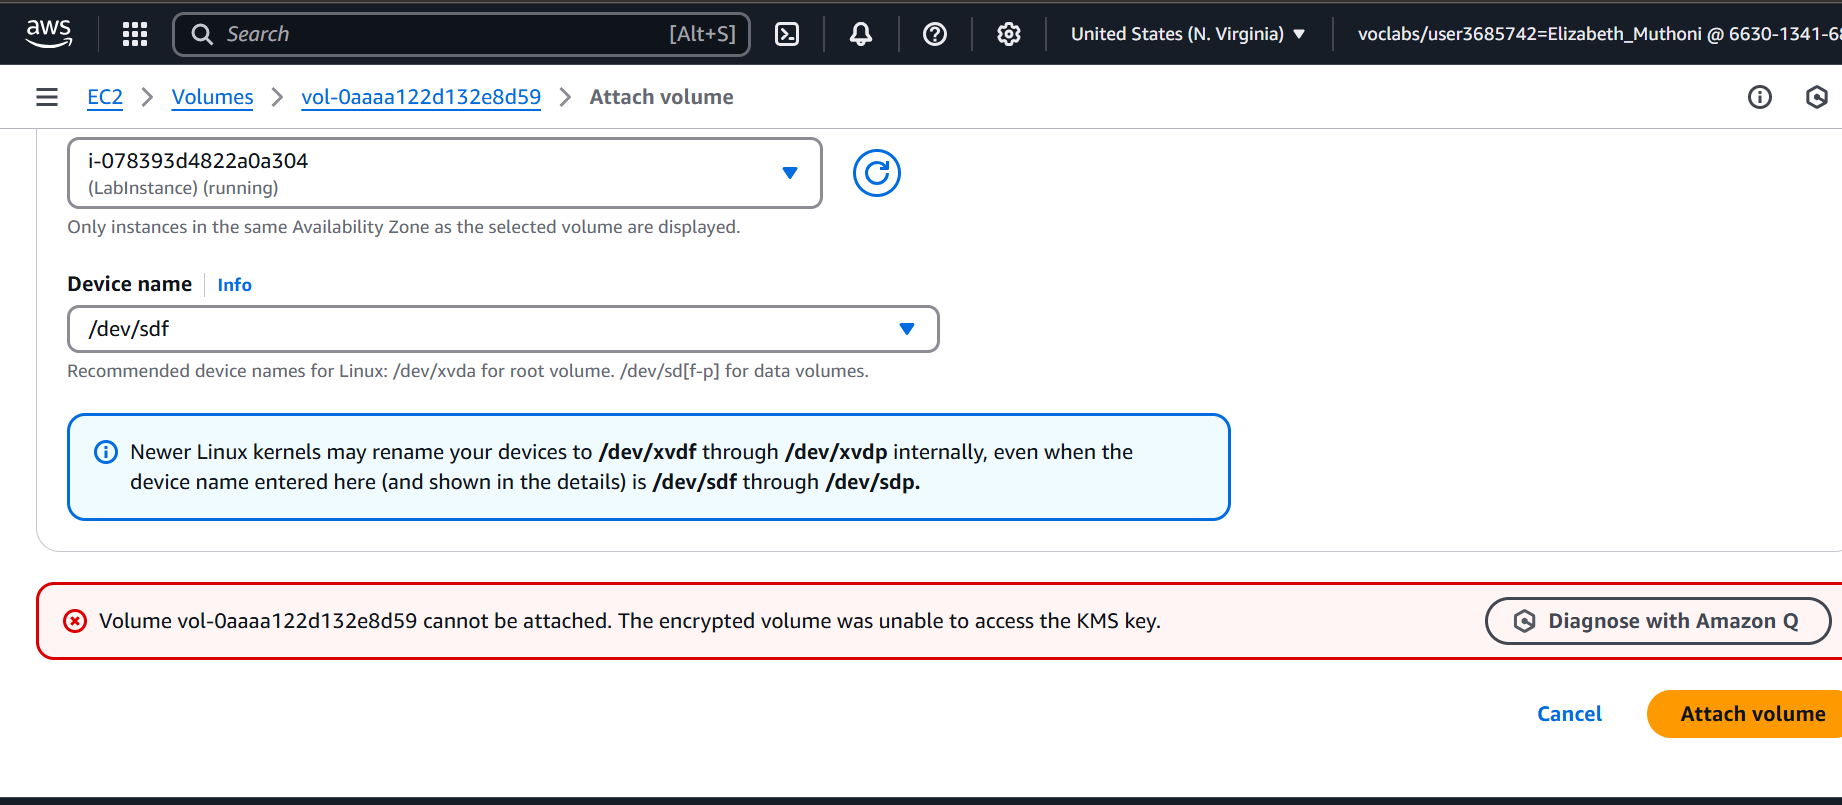 aws
Search [Alt+S]
United States (N. Virginia)
voclabs/user3685742=Elizabeth_Muthoni @ 6630-1341-68
EC2 > Volumes > vol-0aaaa122d132e8d59 > Attach volume
i-078393d4822a0a304
(LabInstance) (running)
Only instances in the same Availability Zone as the selected volume are displayed.
Device name | Info
/dev/sdf
Recommended device names for Linux: /dev/xvda for root volume. /dev/sd[f-p] for data volumes.
Newer Linux kernels may rename your devices to /dev/xvdf through /dev/xvdp internally, even when the
device name entered here (and shown in the details) is /dev/sdf through /dev/sdp.
Volume vol-0aaaa122d132e8d59 cannot be attached. The encrypted volume was unable to access the KMS key.
Diagnose with Amazon Q
Cancel
Attach volume